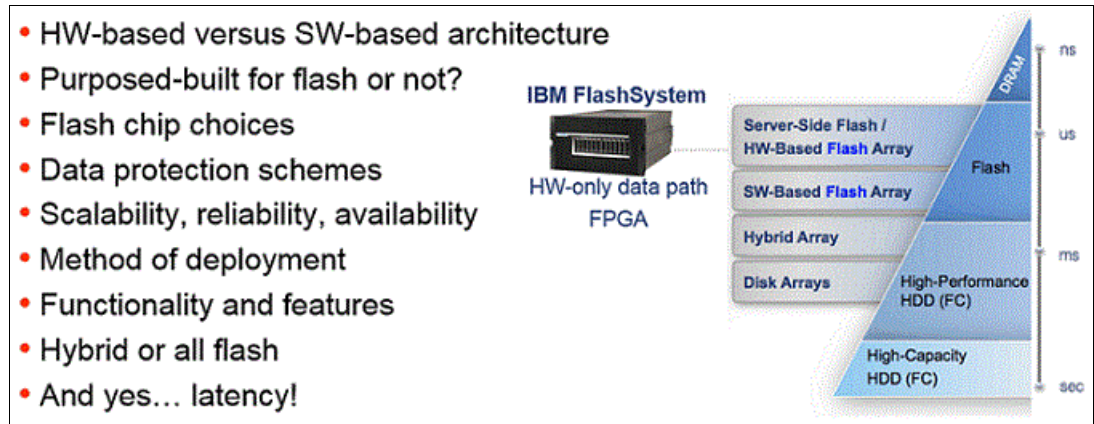 • HW-based versus SW-based architecture
• Purposed-built for flash or not?
• Flash chip choices
• Data protection schemes
• Scalability, reliability, availability
• Method of deployment
• Functionality and features
• Hybrid or all flash
• And yes... latency!
IBM FlashSystem
HW-only data path
FPGA
Server-Side Flash /
HW-Based Flash Array
SW-Based Flash Array
Hybrid Array
Disk Arrays
DRAM
Flash
High-Performance
HDD (FC)
High-Capacity
HDD (FC)
ns
us
ms
sec